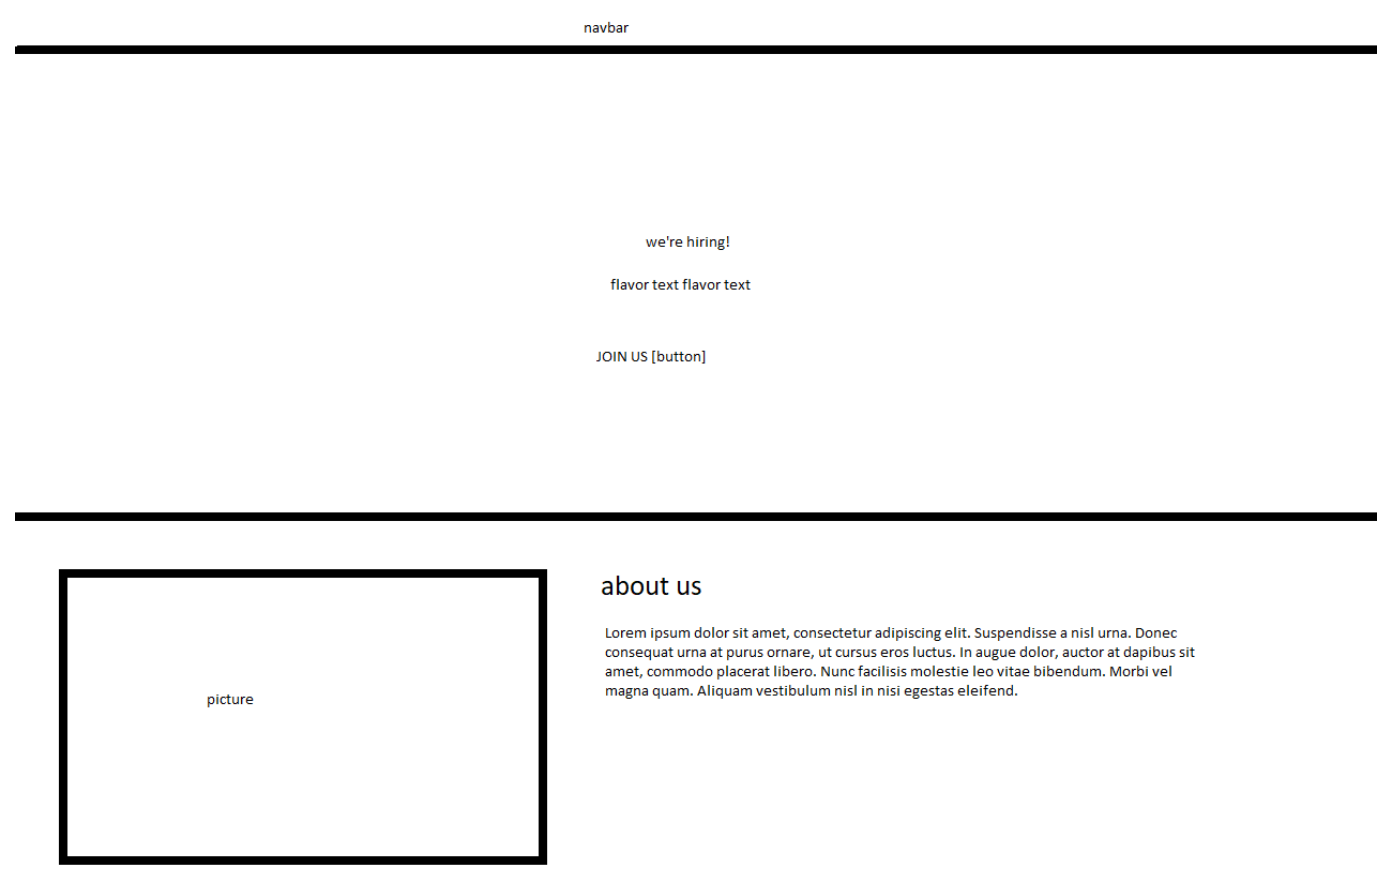 navbar
we're hiring!
flavor text flavor text
JOIN US [button]
about us
Lorem ipsum dolor sit amet, consectetur adipiscing elit. Suspendisse a nisl urna. Donec
consequat urna at purus ornare, ut cursus eros luctus. In augue dolor, auctor at dapibus sit
amet, commodo placerat libero. Nunc facilisis molestie leo vitae bibendum. Morbi vel
magna quam. Aliquam vestibulum nisl in nisi egestas eleifend.
picture